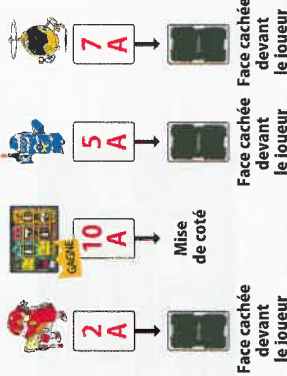 GAGNE
2
A
10
A
5
A
7
A
Face cachée
devant
le joueur
Mise
de coté
Face cachée
devant
le joueur
Face cachée
devant
le joueur